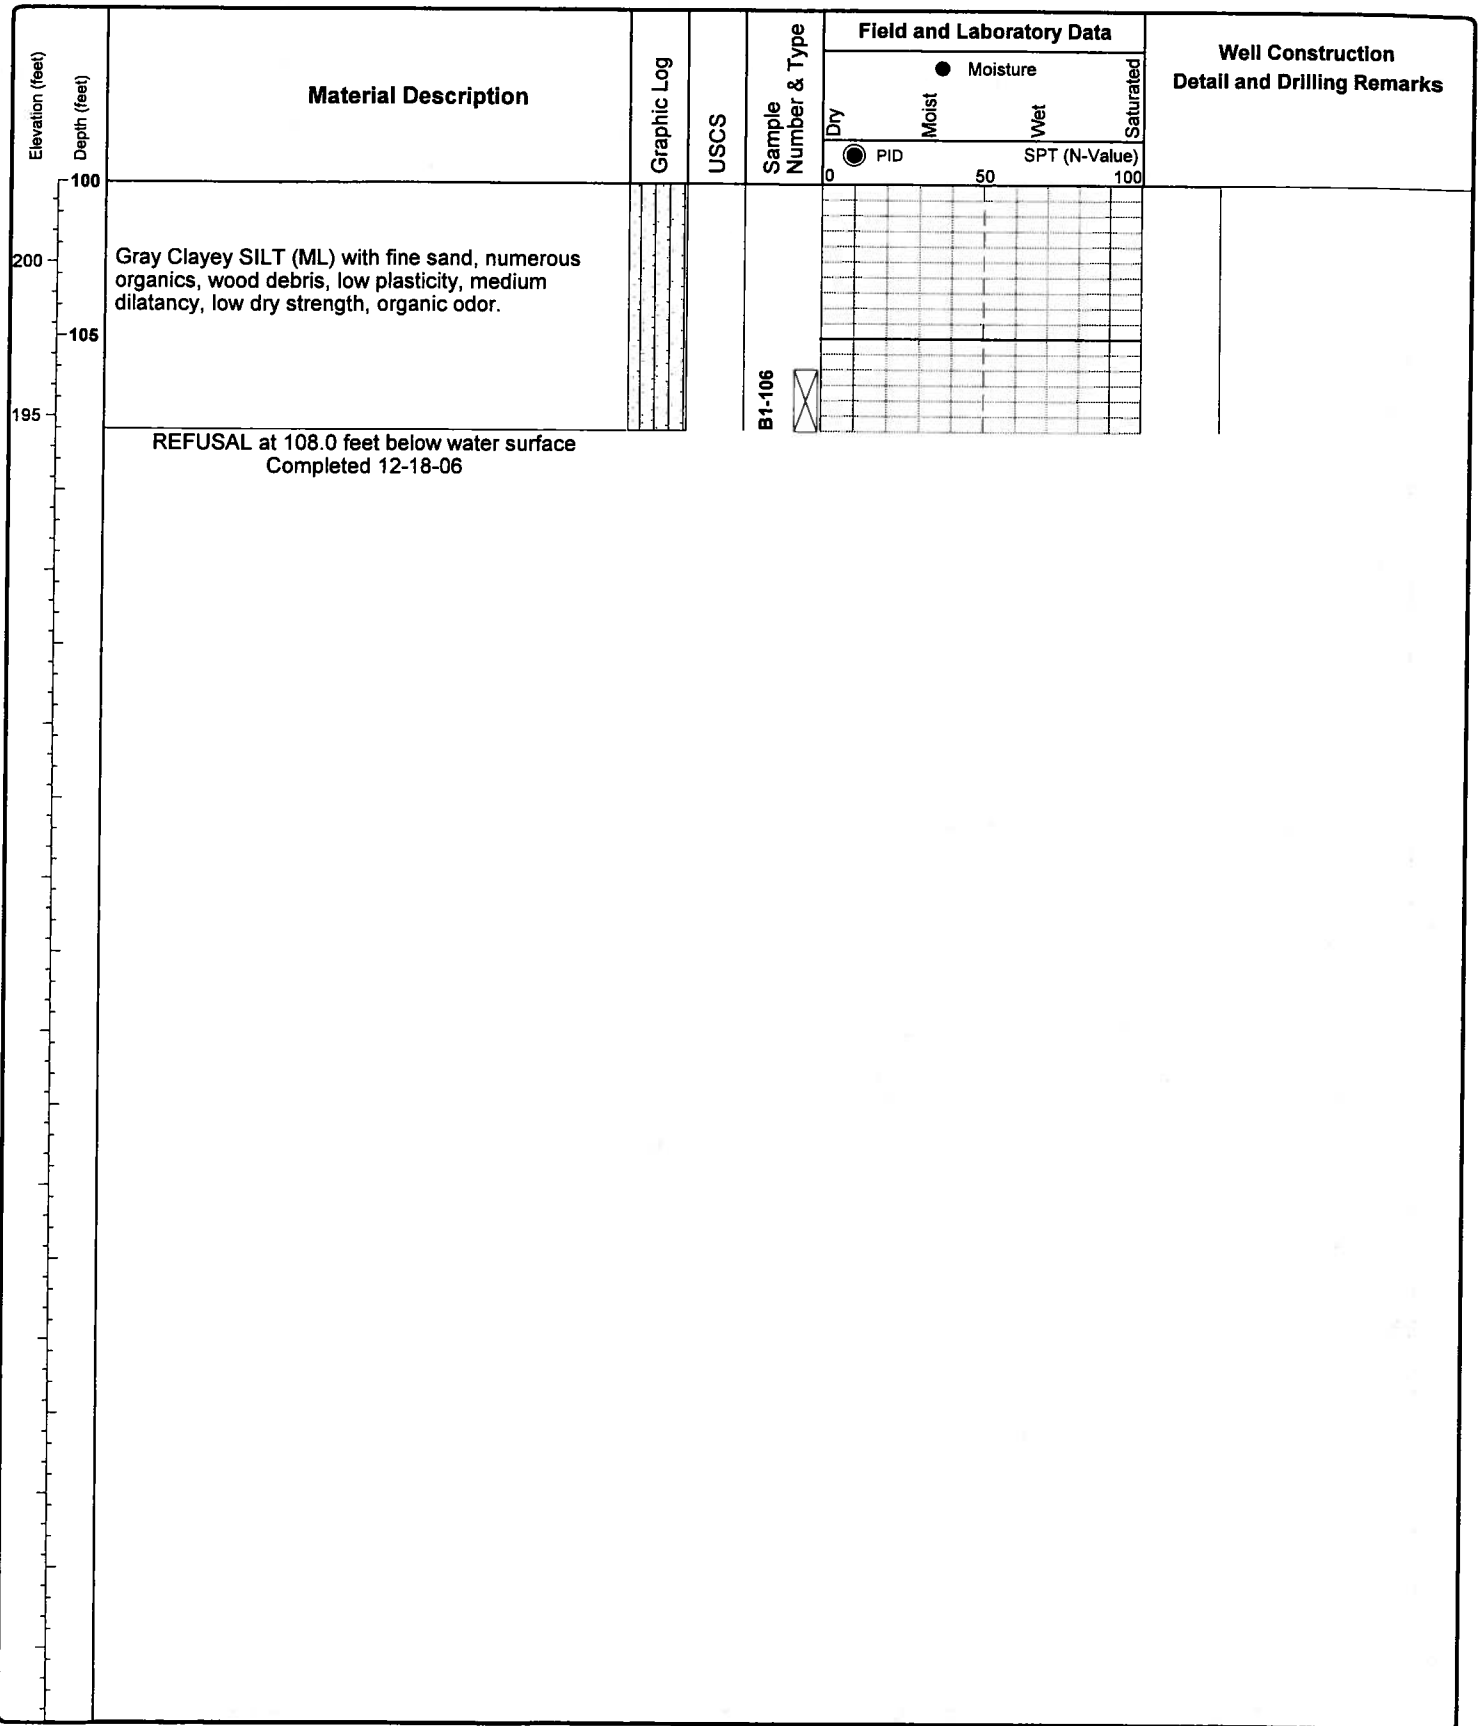 Elevation (feet)
Depth (feet)
Material Description
Graphic Log
USCS
Sample
Number & Type
Field and Laboratory Data
Moisture
Dry
Moist
Wet
Saturated
PID
SPT (N-Value)
0
50
100
Well Construction
Detail and Drilling Remarks
100
200
Gray Clayey SILT (ML) with fine sand, numerous
organics, wood debris, low plasticity, medium
dilatancy, low dry strength, organic odor.
105
B1-106
195
REFUSAL at 108.0 feet below water surface
Completed 12-18-06